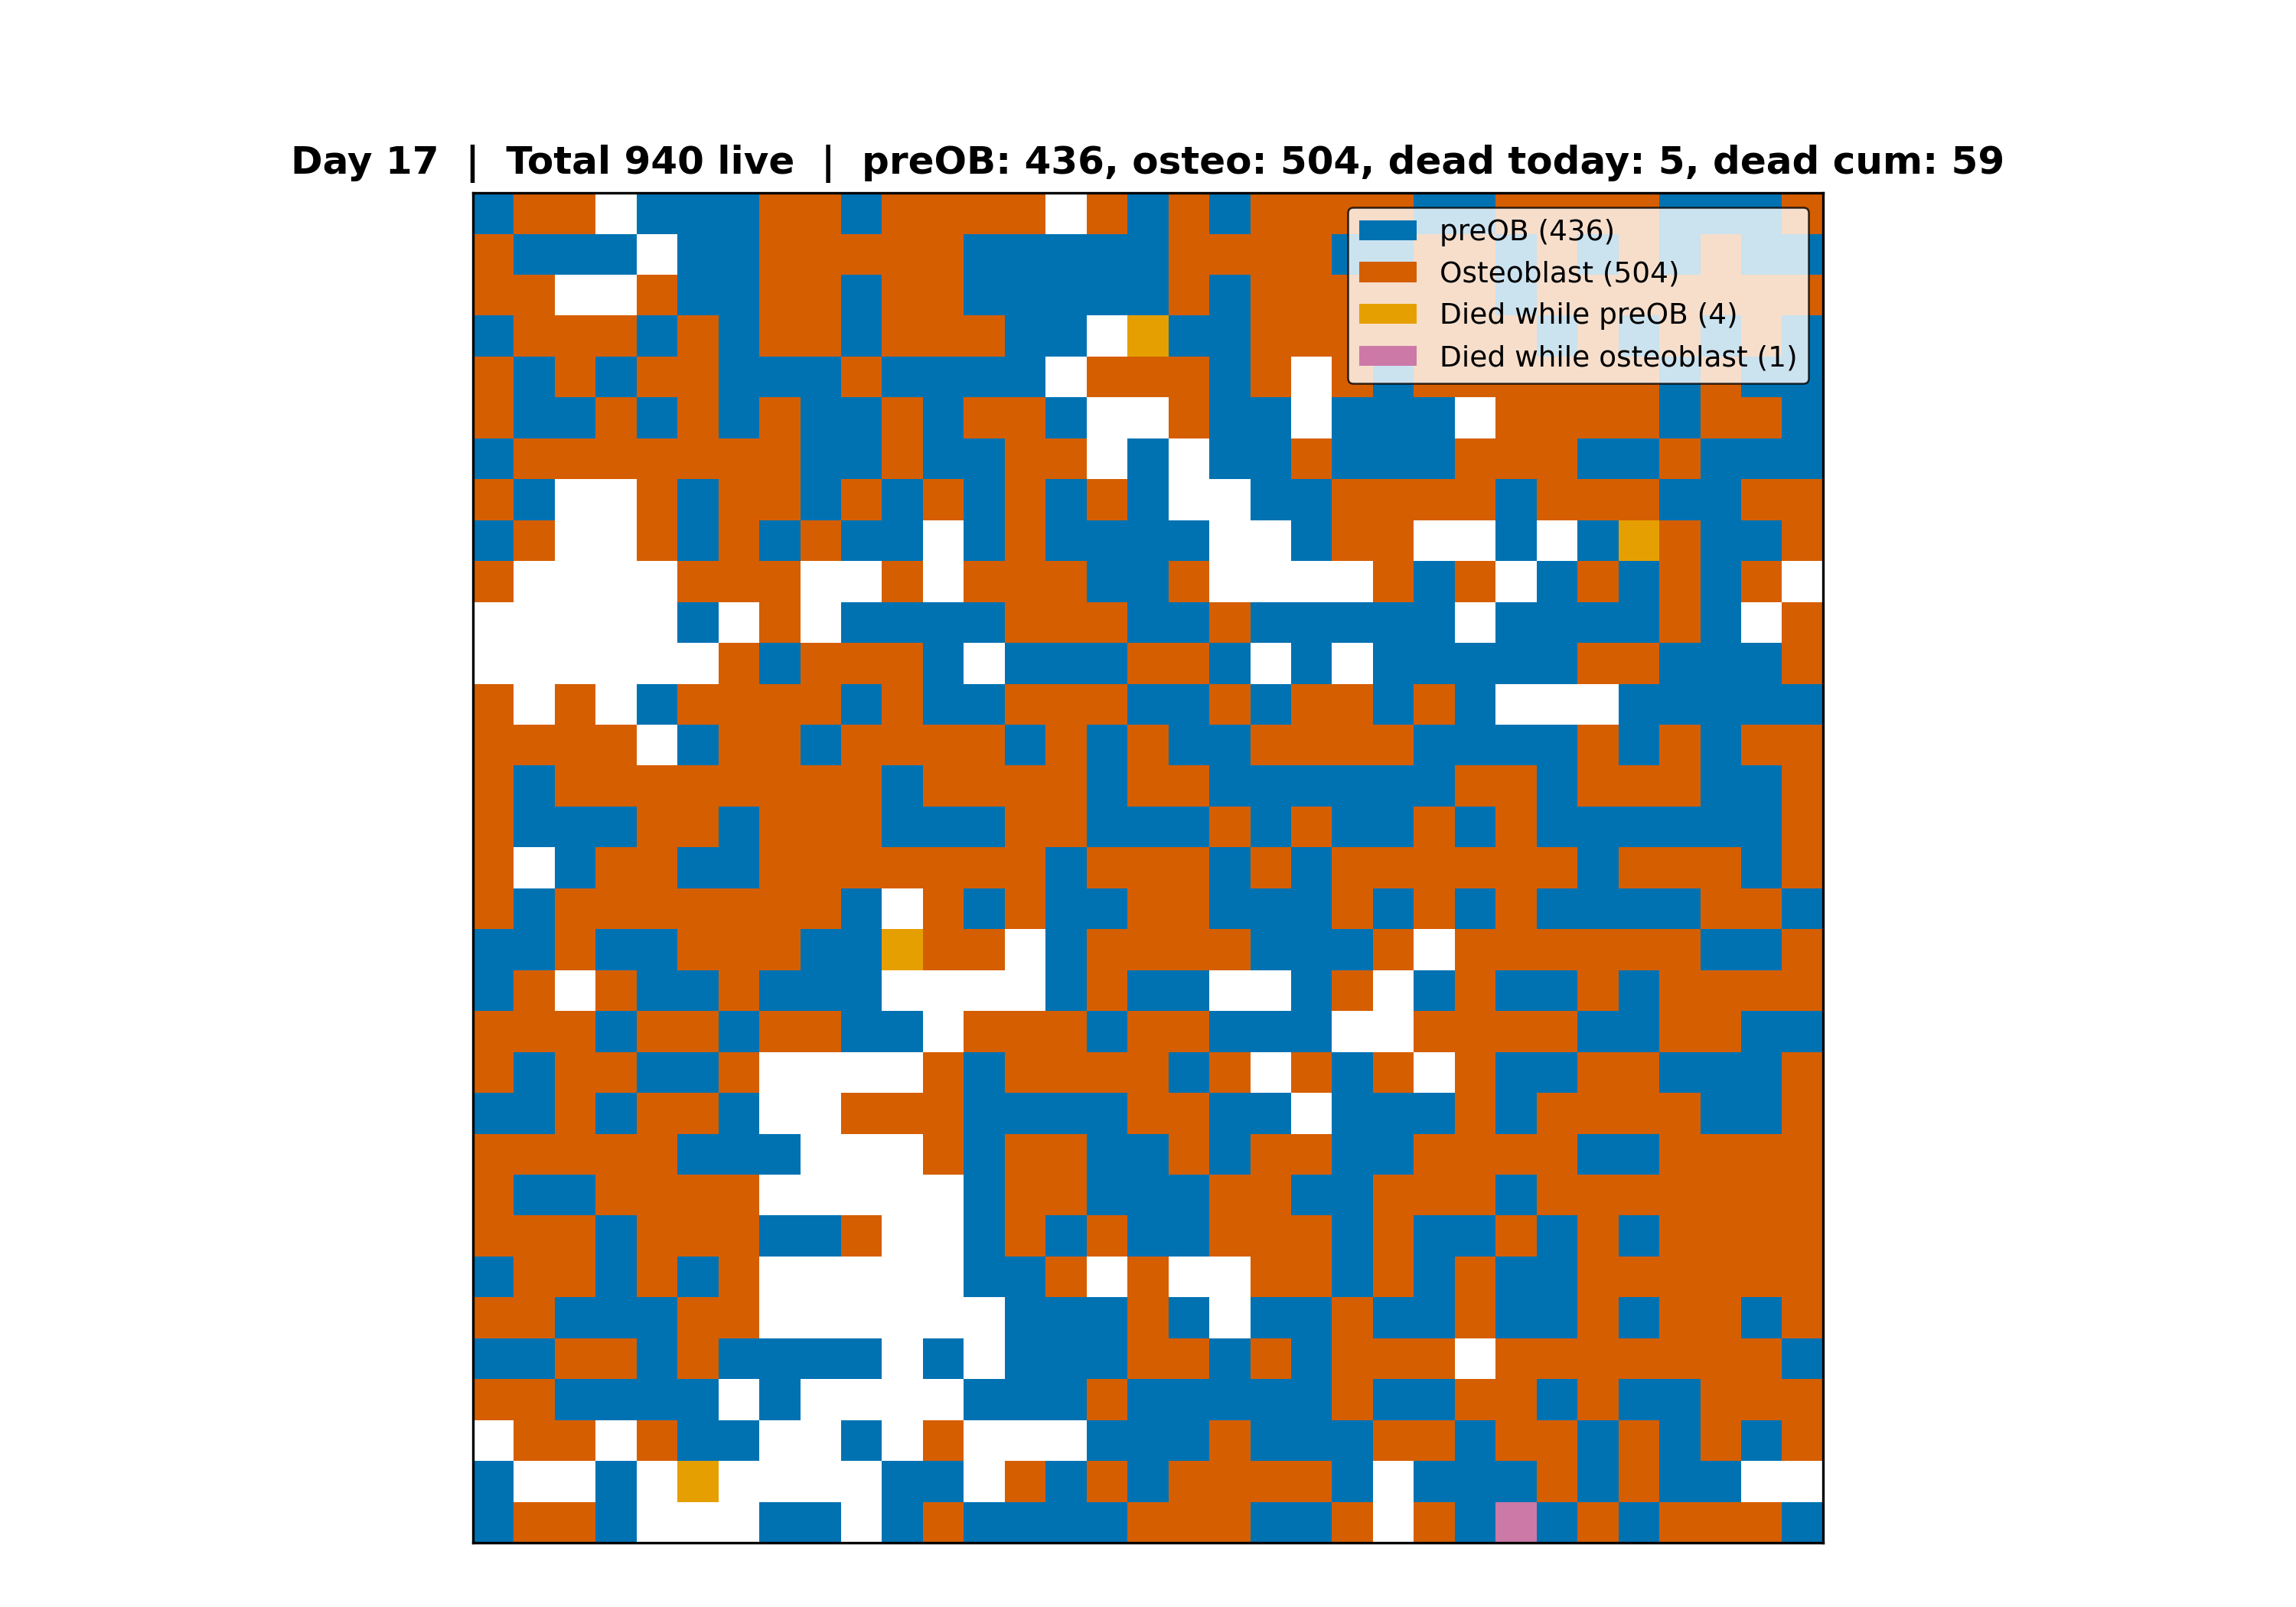 Day 17 | Total 940 live | preOB: 436, osteo: 504, dead today: 5, dead cum: 59
preOB (436)
Osteoblast (504)
Died while preOB (4)
Died while osteoblast (1)